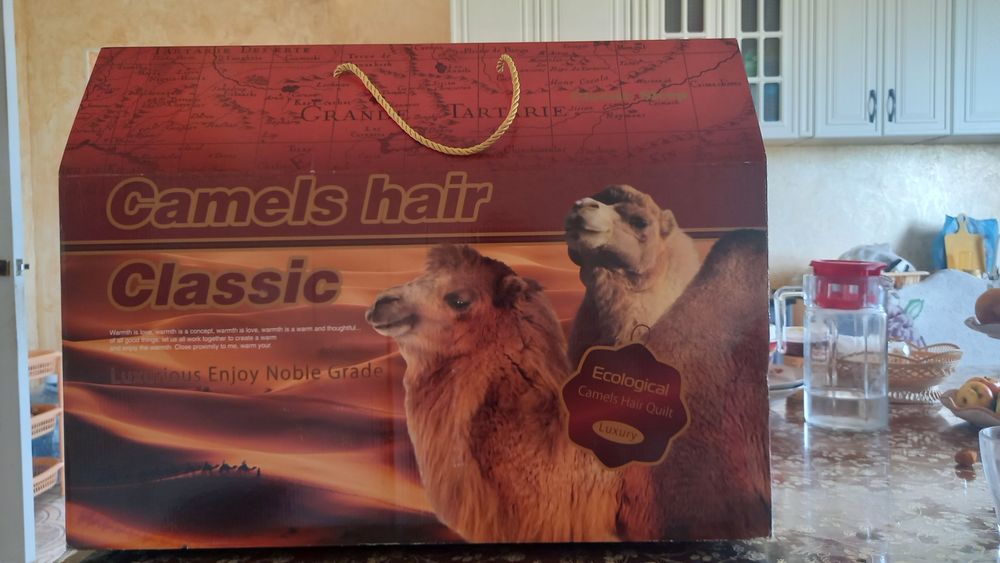 TARTARIE DESERTE
GRANDE TARTARIE
Camels hair
Classic
Warmth is love, warmth is a concept, warmth is love, warmth is a warm and thoughtful...
of all good things, let us all work together to create a warm
and enjoy the warmth. Close proximity to me, warm your
Luxurious Enjoy Noble Grade
Ecological
Camels Hair Quilt
Luxury